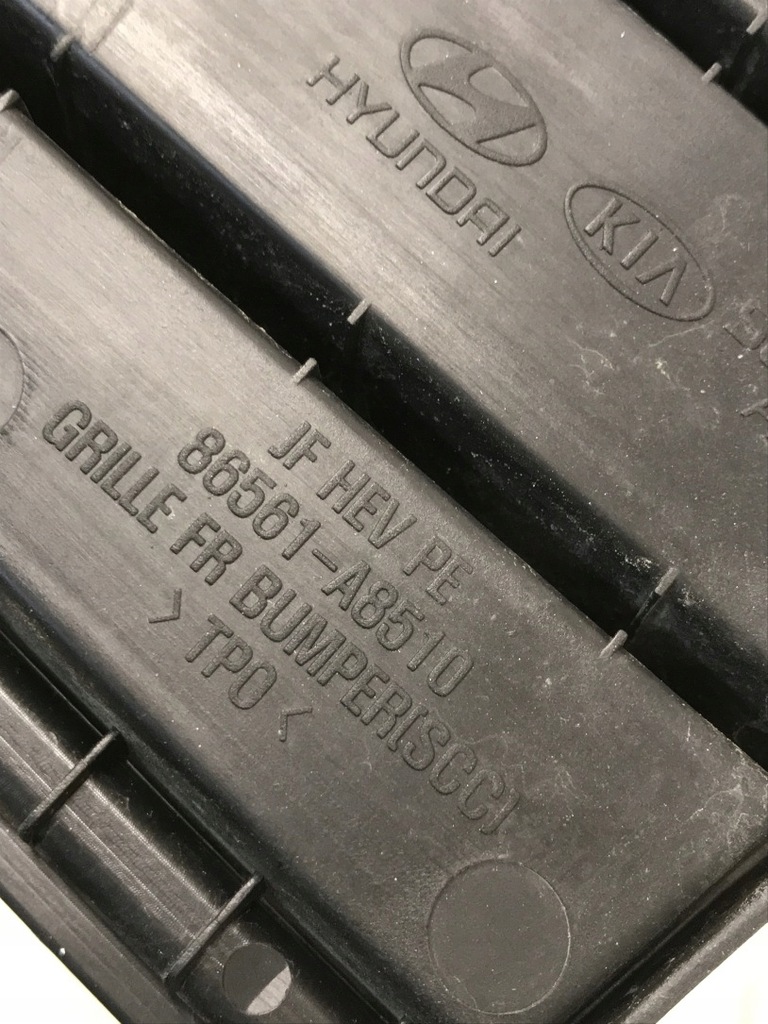 HYUNDAI
KIA
JF HEV PE
86561-A8510
GRILLE FR BUMPER(SCC)
>TPO<